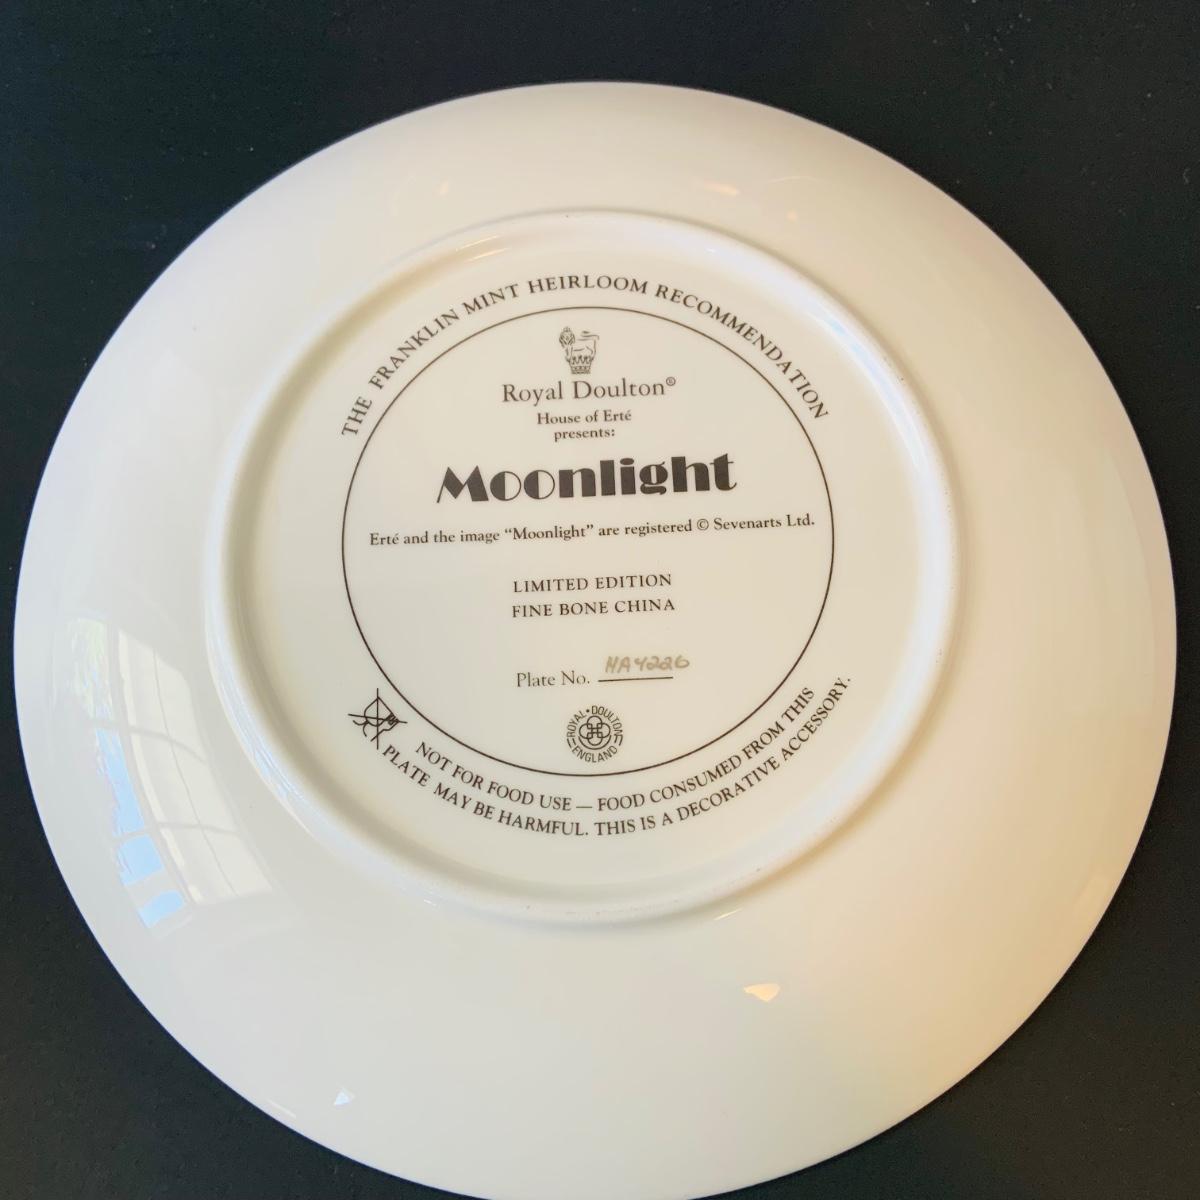 THE FRANKLIN MINT HEIRLOOM RECOMMENDATION
Royal Doulton®
House of Erté
presents:
Moonlight
Erté and the image “Moonlight” are registered © Sevenarts Ltd.
LIMITED EDITION
FINE BONE CHINA
Plate No. HA4226
ROYAL • DOULTON
ENGLAND
NOT FOR FOOD USE — FOOD CONSUMED FROM THIS
PLATE MAY BE HARMFUL. THIS IS A DECORATIVE ACCESSORY.